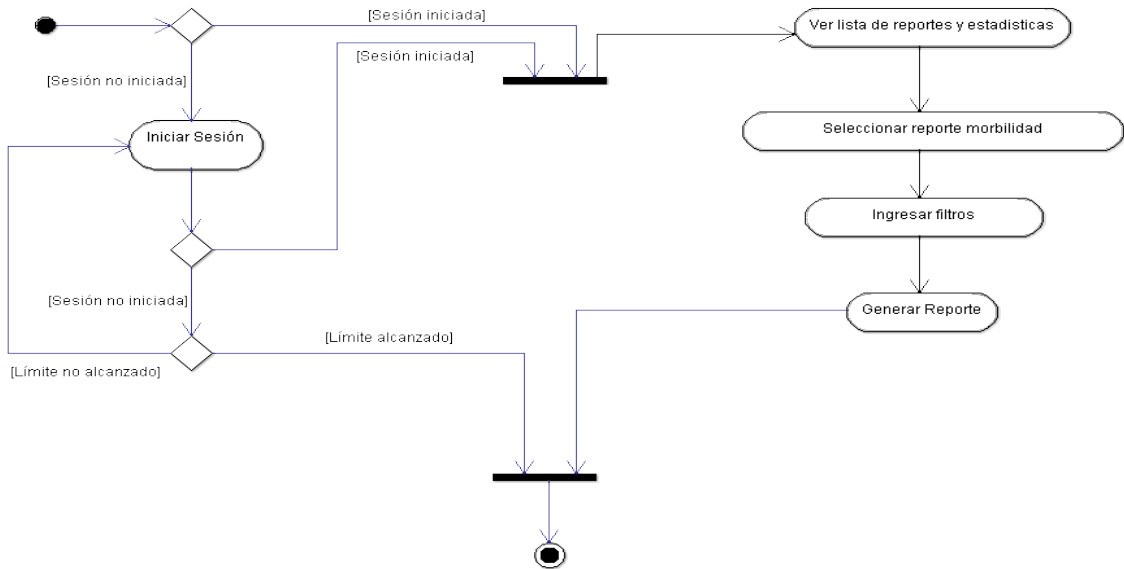 [Sesión iniciada]
Ver lista de reportes y estadisticas
[Sesión iniciada]
[Sesión no iniciada]
Iniciar Sesión
Seleccionar reporte morbilidad
Ingresar filtros
[Sesión no iniciada]
Generar Reporte
[Límite alcanzado]
[Límite no alcanzado]